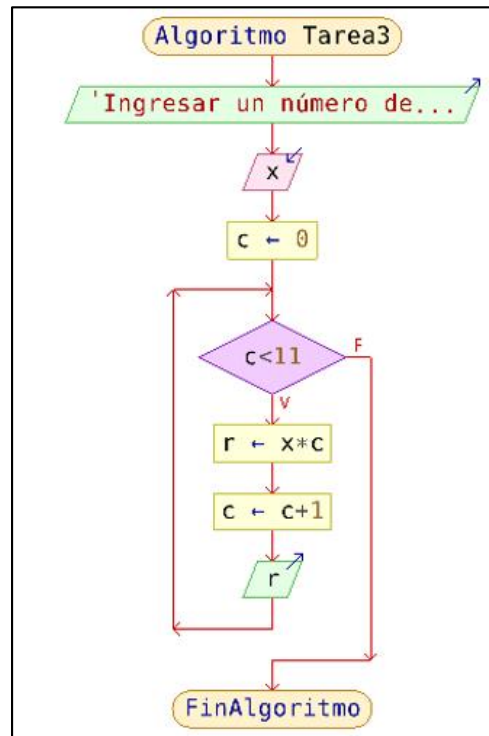 Algoritmo Tarea3
'Ingresar un número de...
x
c ← 0
c<11
F
V
r ← x*c
c ← c+1
r
FinAlgoritmo